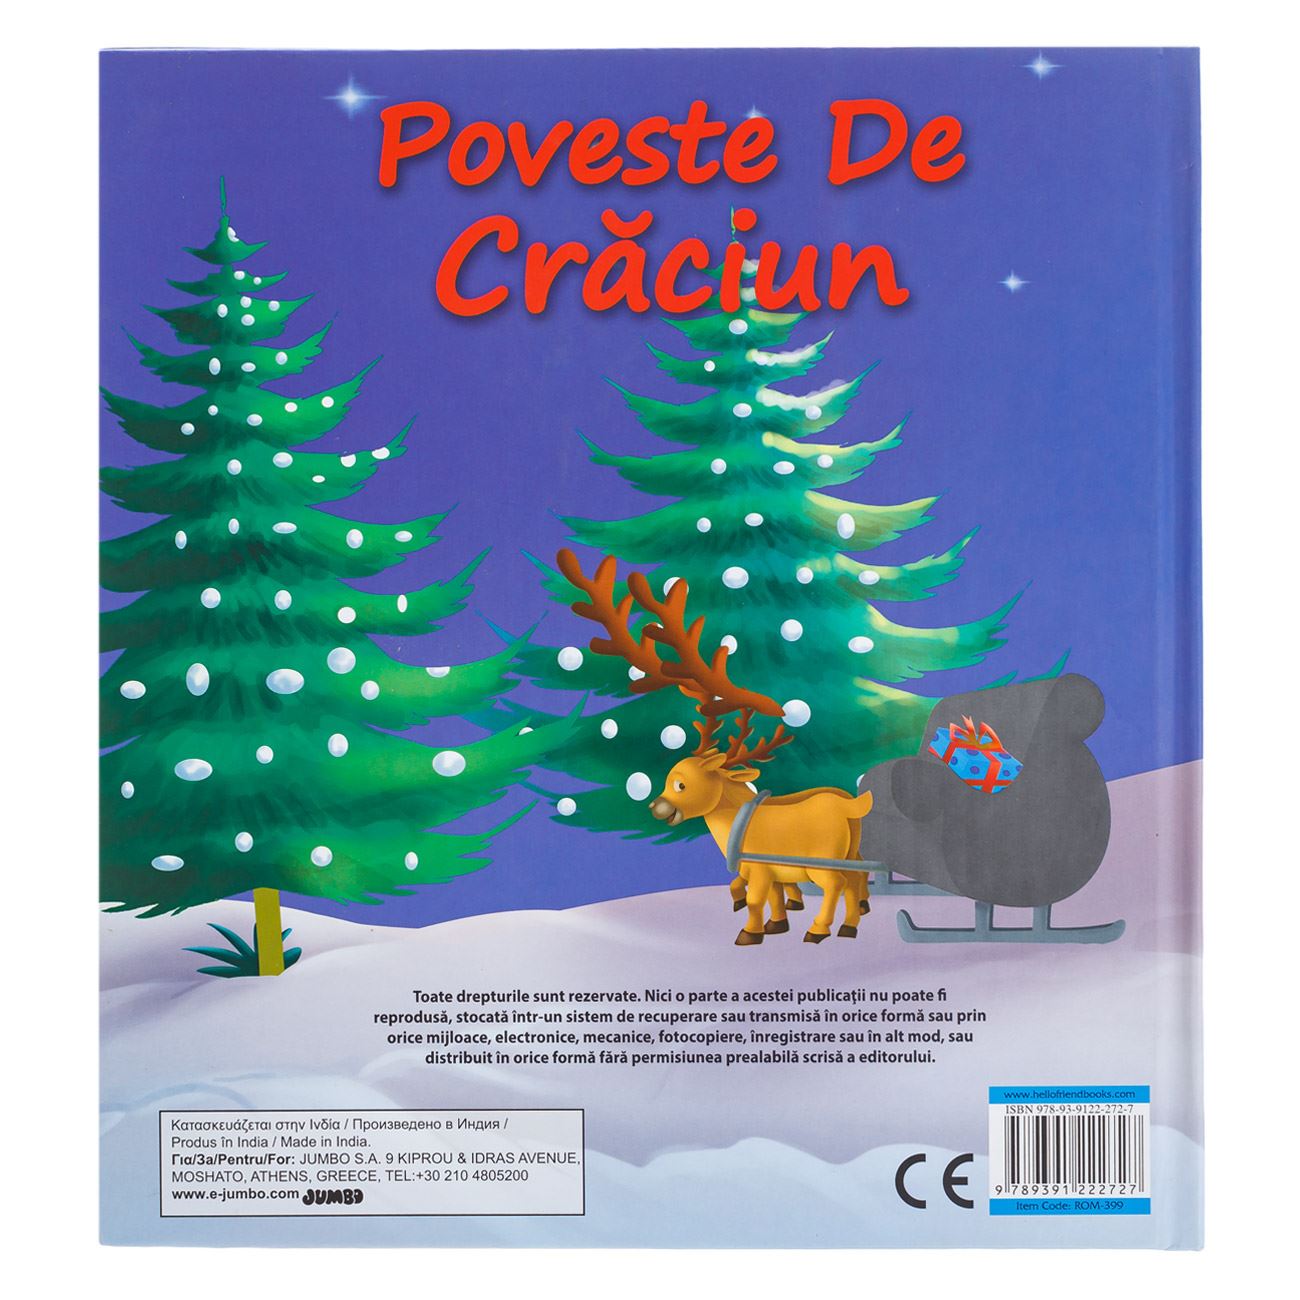 Poveste De
Crăciun
Toate drepturile sunt rezervate. Nici o parte a acestei publicaţii nu poate fi
reprodusă, stocată într-un sistem de recuperare sau transmisă în orice formă sau prin
orice mijloace, electronice, mecanice, fotocopiere, înregistrare sau în alt mod, sau
distribuit în orice formă fără permisiunea prealabilă scrisă a editorului.
Κατασκευάζεται στην Ινδία / Произведено в Индия /
Produs în India / Made in India.
Για/За/Pentru/For: JUMBO S.A. 9 KIPROU & IDRAS AVENUE,
MOSHATO, ATHENS, GREECE, TEL:+30 210 4805200
www.e-jumbo.com JUMBO
CE
www.hellofriendbooks.com
ISBN 978-93-9122-272-7
9 789391 222727
Item Code: ROM-399